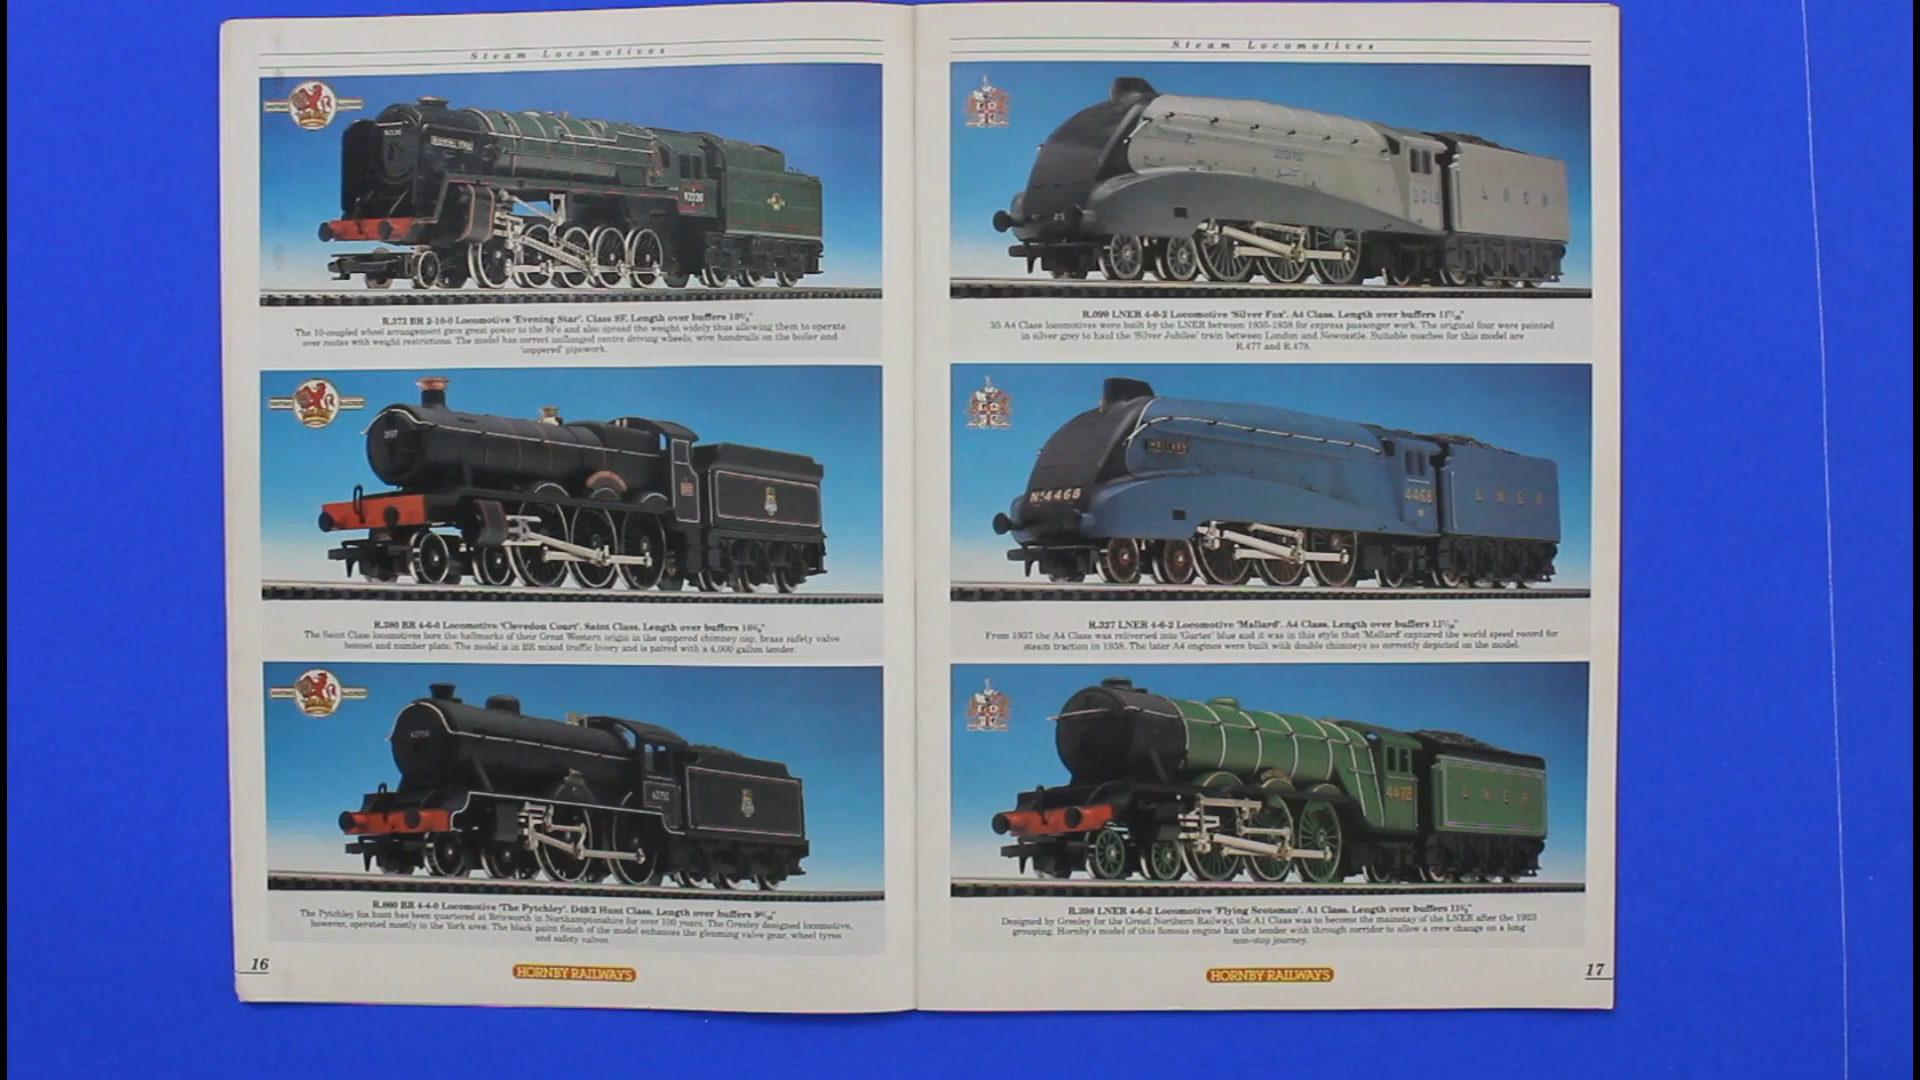 Steam Locomotives
92220
92220
R.373 BR 2-10-0 Locomotive 'Evening Star'. Class 9F. Length over buffers
The 10-coupled wheel arrangement gave great power to the 9F's and also spread the weight widely thus allowing them to operate
over routes with weight restrictions. The model has correct unflanged centre driving wheels, wire handrails on the boiler and
'coppered' pipework.
R.380 BR 4-6-0 Locomotive 'Clevedon Court'. Saint Class. Length over buffers
The Saint Class locomotives bore the hallmarks of their Great Western origin in the coppered chimney cap, brass safety valve
bonnet and number plate. The model is in BR mixed traffic livery and is paired with a 4,000 gallon tender.
62750
62750
R.860 BR 4-4-0 Locomotive 'The Pytchley'. D49/2 Hunt Class. Length over buffers
The Pytchley fox hunt has been quartered at Brixworth in Northamptonshire for over 100 years. The Gresley designed locomotive,
however, operated mostly in the York area. The black paint finish of the model enhances the gleaming valve gear, wheel tyres
and safety valves.
16
HORNBY RAILWAYS
Steam Locomotives
2512
L N E R
R.099 LNER 4-6-2 Locomotive 'Silver Fox'. A4 Class. Length over buffers
35 A4 Class locomotives were built by the LNER between 1935-1938 for express passenger work. The original four were painted
in silver grey to haul the 'Silver Jubilee' train between London and Newcastle. Suitable coaches for this model are
R.477 and R.478.
MALLARD
No 4468
4468
L N E R
R.327 LNER 4-6-2 Locomotive 'Mallard'. A4 Class. Length over buffers
From 1937 the A4 Class was reliveried into 'Garter' blue and it was in this style that 'Mallard' captured the world speed record for
steam traction in 1938. The later A4 engines were built with double chimneys as correctly depicted on the model.
4472
L N E R
R.398 LNER 4-6-2 Locomotive 'Flying Scotsman'. A1 Class. Length over buffers
Designed by Gresley for the Great Northern Railway, the A1 Class was to become the mainstay of the LNER after the 1923
grouping. Hornby's model of this famous engine has the tender with through corridor to allow a crew change on a long
non-stop journey.
HORNBY RAILWAYS
17